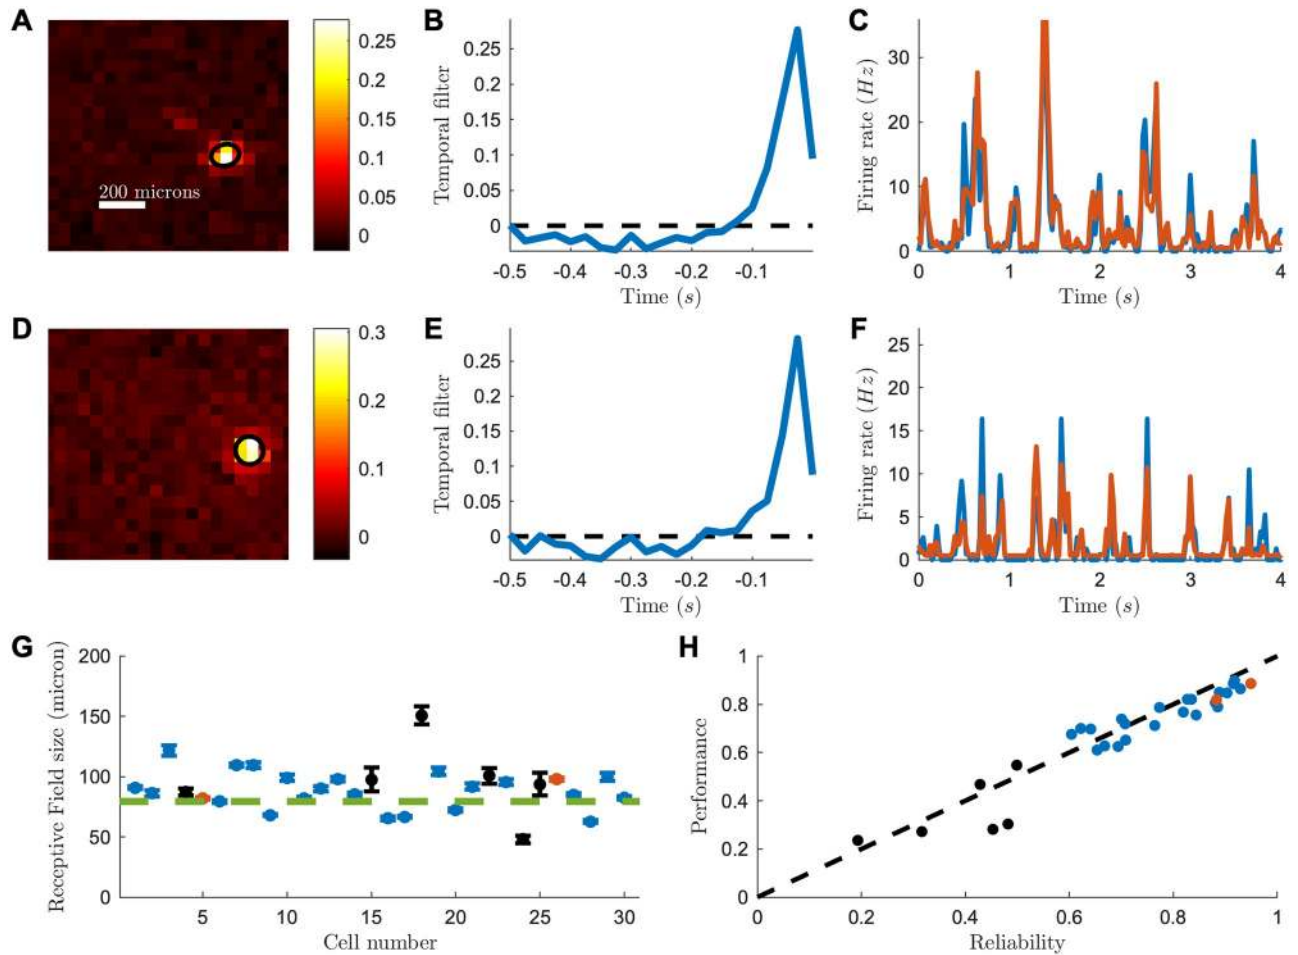 A
0.25
0.2
0.15
0.1
0.05
0
200 microns
B
Temporal filter
0.25
0.2
0.15
0.1
0.05
0
-0.5 -0.4 -0.3 -0.2 -0.1
Time (s)
C
Firing rate (Hz)
30
20
10
0
0 1 2 3 4
Time (s)
D
0.3
0.2
0.1
0
E
Temporal filter
0.25
0.2
0.15
0.1
0.05
0
-0.5 -0.4 -0.3 -0.2 -0.1
Time (s)
F
Firing rate (Hz)
25
20
15
10
5
0
0 1 2 3 4
Time (s)
G
Receptive Field size (micron)
200
150
100
50
0
5 10 15 20 25 30
Cell number
H
Performance
1
0.8
0.6
0.4
0.2
0
0 0.2 0.4 0.6 0.8 1
Reliability